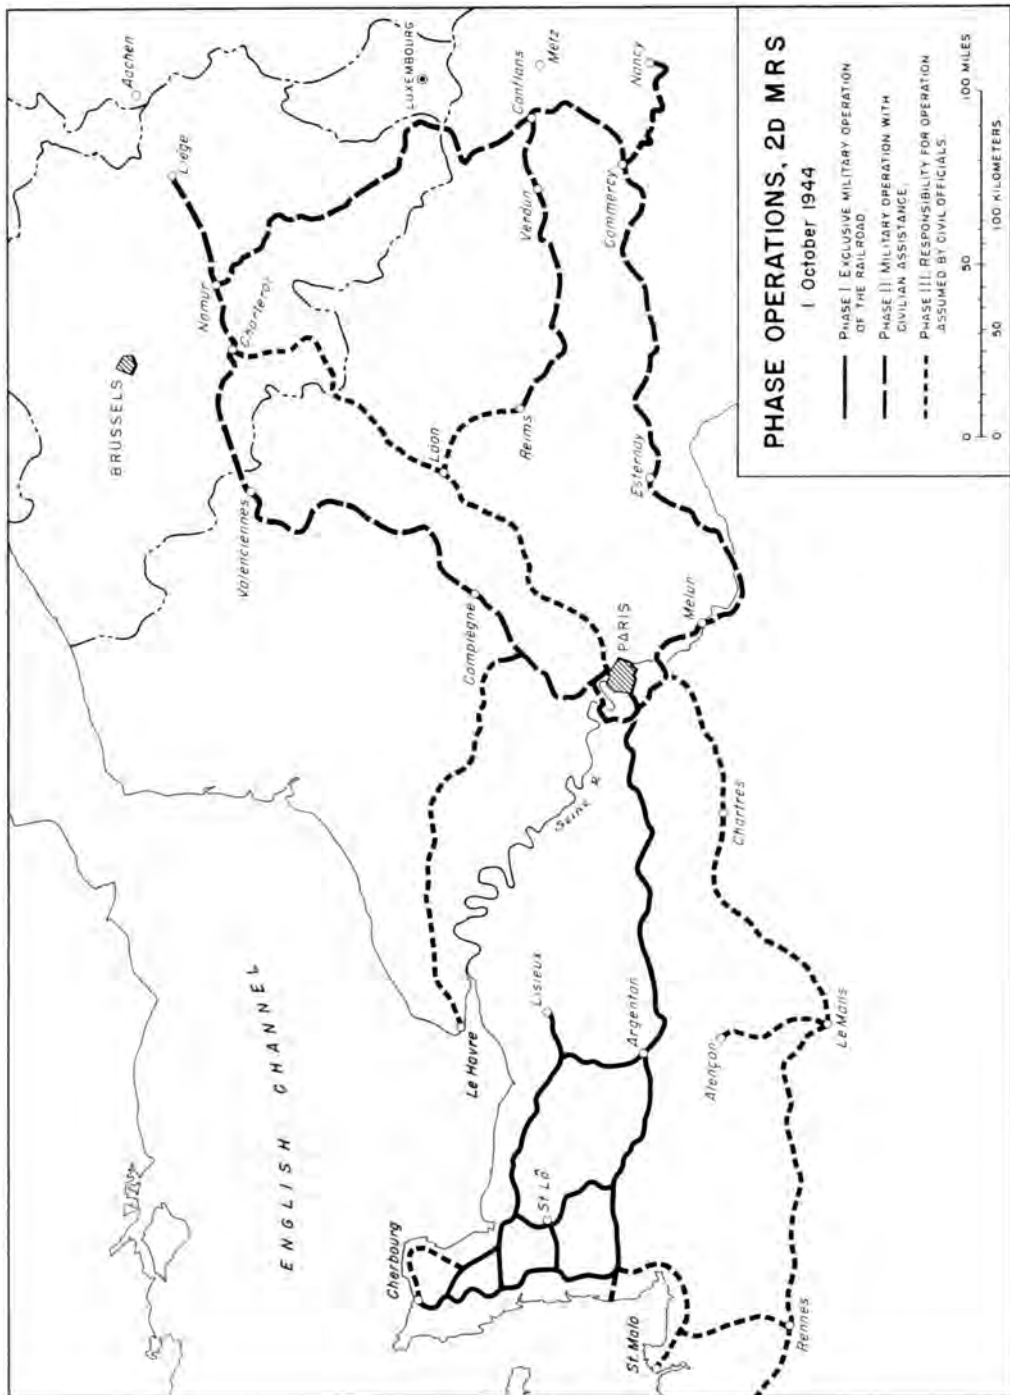 PHASE OPERATIONS, 2D MRS
1 October 1944
PHASE I EXCLUSIVE MILITARY OPERATION
OF THE RAILROAD.
PHASE II: MILITARY OPERATION WITH
CIVILIAN ASSISTANCE.
PHASE III: RESPONSIBILITY FOR OPERATION
ASSUMED BY CIVIL OFFICIALS.
0 50 100 MILES
0 50 100 KILOMETERS
ENGLISH CHANNEL
BRUSSELS
Aachen
Liège
Namur
Charleroi
Valenciennes
LUXEMBOURG
Conflans
Metz
Verdun
Nancy
Commercy
Laon
Reims
Compiègne
Esternay
PARIS
Melun
Seine R
Le Havre
Lisieux
Cherbourg
St Lô
Argentan
Chartres
Alençon
Le Mans
St. Malo
Rennes